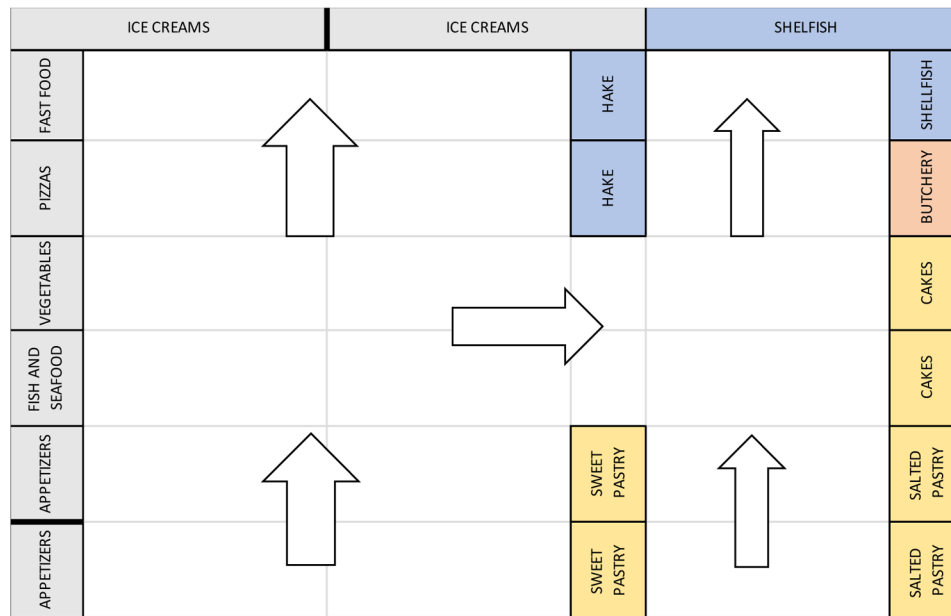 ICE CREAMS
ICE CREAMS
SHELFISH
FAST FOOD
HAKE
SHELLFISH
PIZZAS
HAKE
BUTCHERY
VEGETABLES
CAKES
FISH AND
SEAFOOD
CAKES
APPETIZERS
SWEET
PASTRY
SALTED
PASTRY
APPETIZERS
SWEET
PASTRY
SALTED
PASTRY